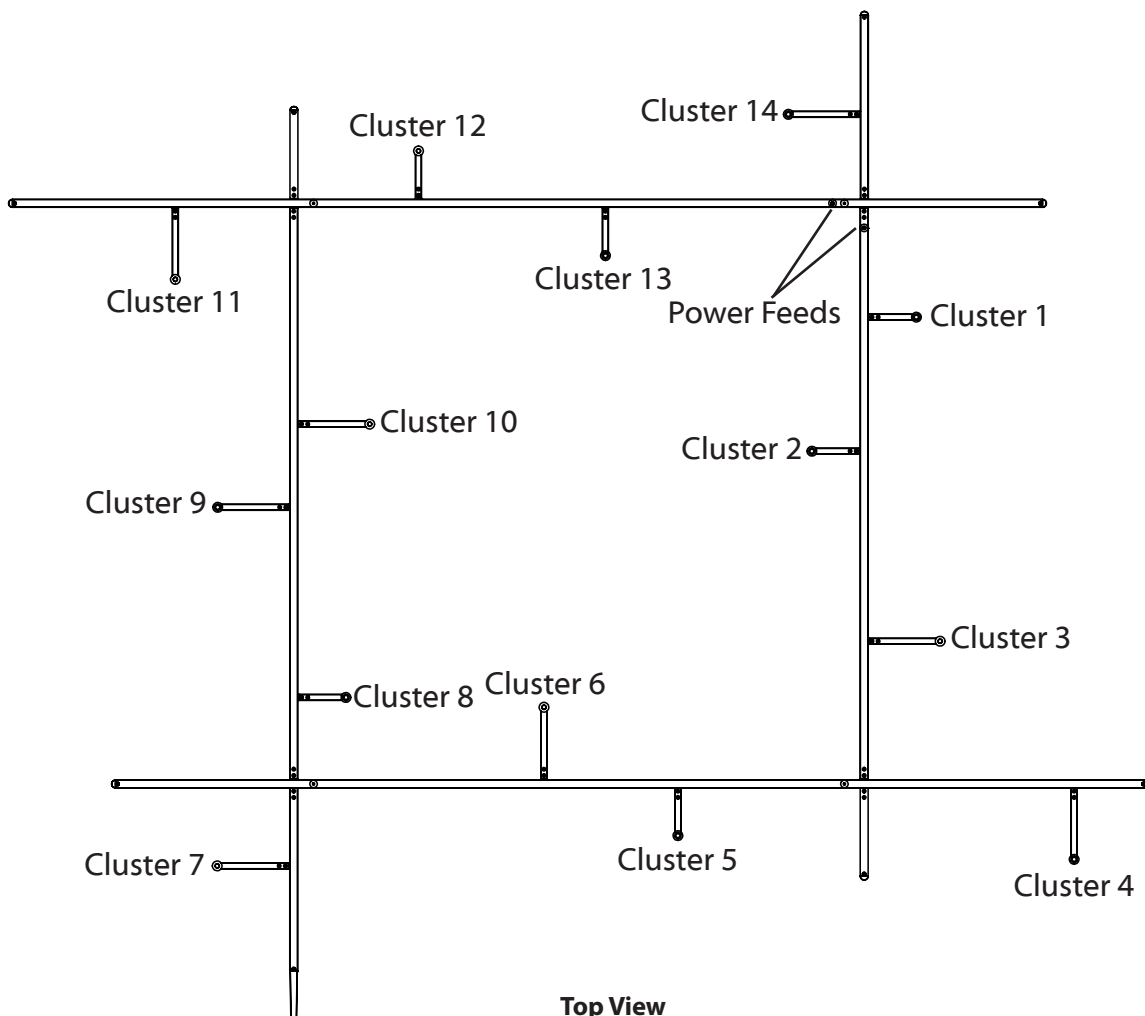 Cluster 14
Cluster 12
Cluster 13
Cluster 11
Power Feeds
Cluster 1
Cluster 10
Cluster 2
Cluster 9
Cluster 3
Cluster 6
Cluster 8
Cluster 5
Cluster 7
Cluster 4
Top View